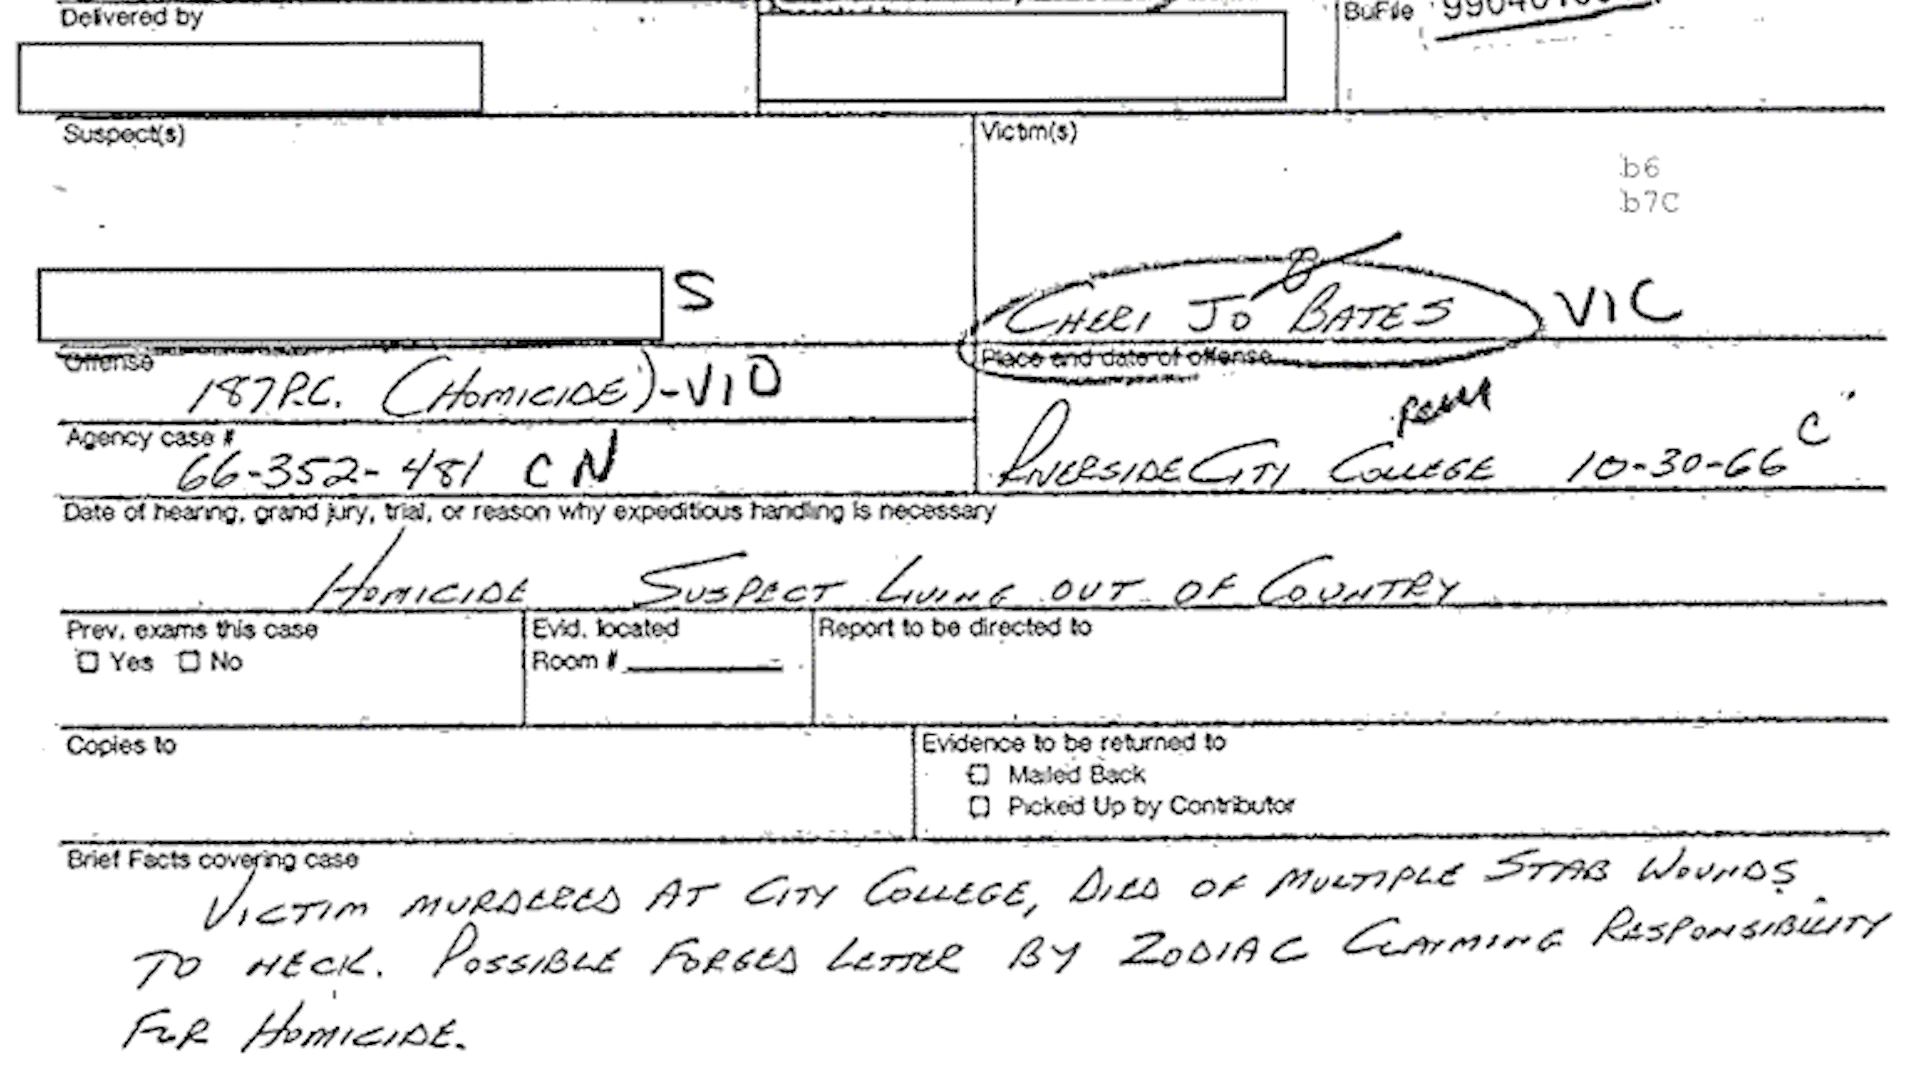 Delivered by
BuFile
Suspect(s)
Victim(s)
b6
b7C
S
CHERI JO BATES VIC
Offense
187 P.C. (HOMICIDE)-VIO
Place and date of offense
Agency case #
66-352-481 CN
RIVERSIDE CITY COLLEGE 10-30-66 C
Date of hearing, grand jury, trial, or reason why expeditious handling is necessary
HOMICIDE SUSPECT LIVING OUT OF COUNTRY
Prev. exams this case
Yes No
Evid. located
Room #
Report to be directed to
Copies to
Evidence to be returned to
Mailed Back
Picked Up by Contributor
Brief Facts covering case
VICTIM MURDERED AT CITY COLLEGE, DIED OF MULTIPLE STAB WOUNDS
TO NECK. POSSIBLE FORGED LETTER BY ZODIAC CLAIMING RESPONSIBILITY
FOR HOMICIDE.